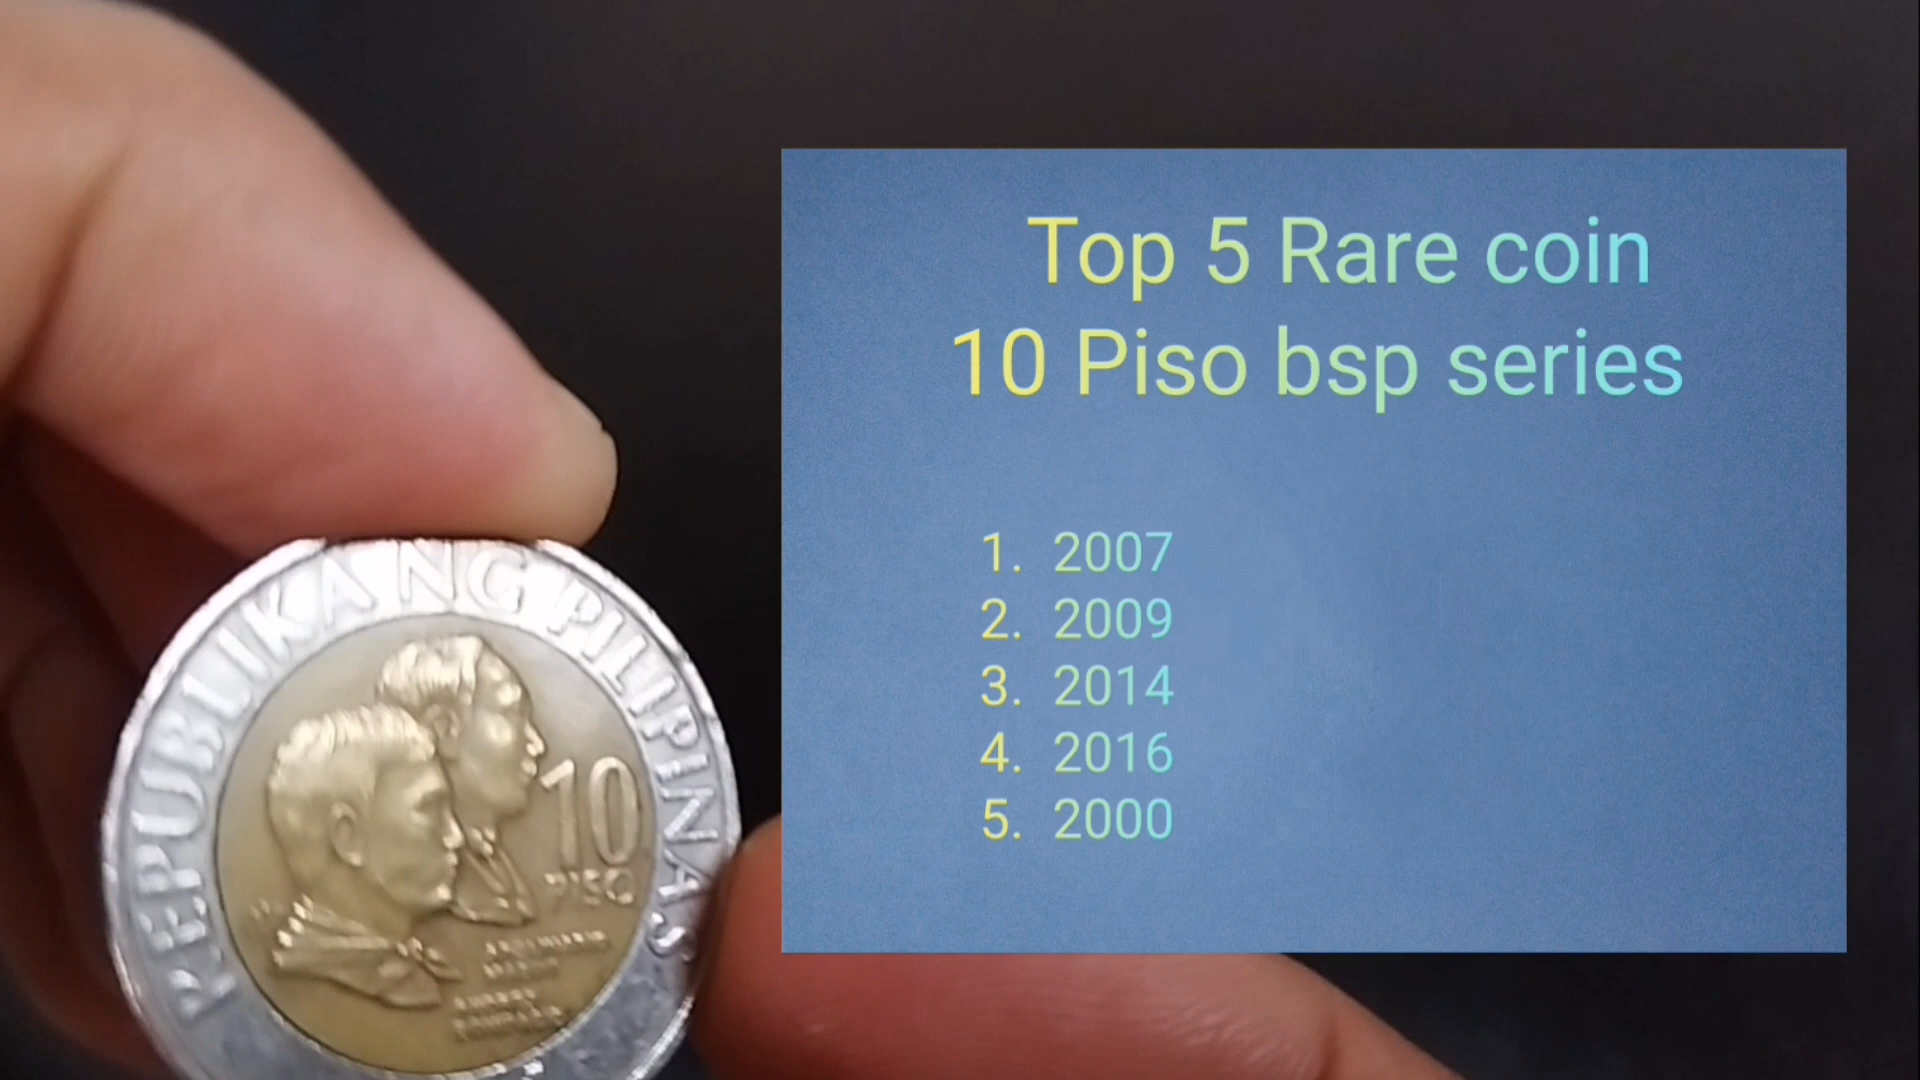 Top 5 Rare coin
10 Piso bsp series
1. 2007
2. 2009
3. 2014
4. 2016
5. 2000
REPUBLIKA NG PILIPINAS
10
PISO